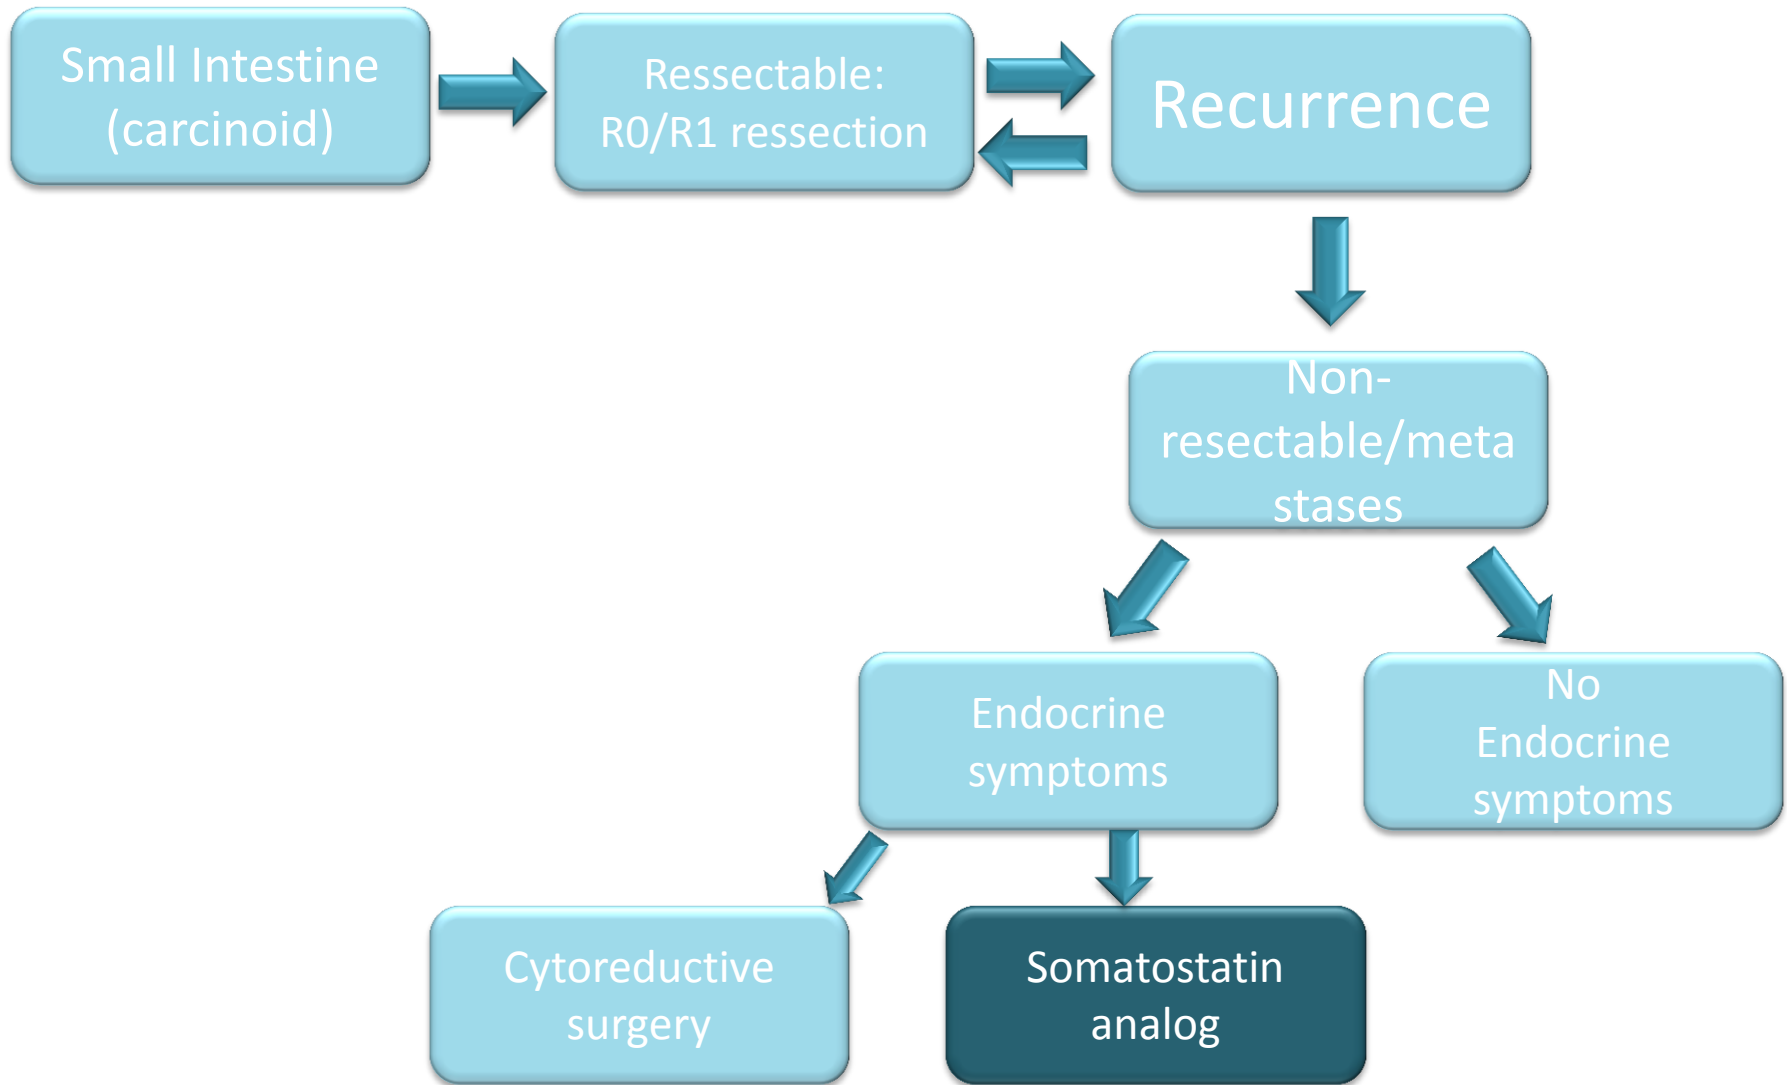 Small Intestine
(carcinoid)
Ressectable:
R0/R1 ressection
Recurrence
Non-
resectable/meta
stases
Endocrine
symptoms
No
Endocrine
symptoms
Cytoreductive
surgery
Somatostatin
analog